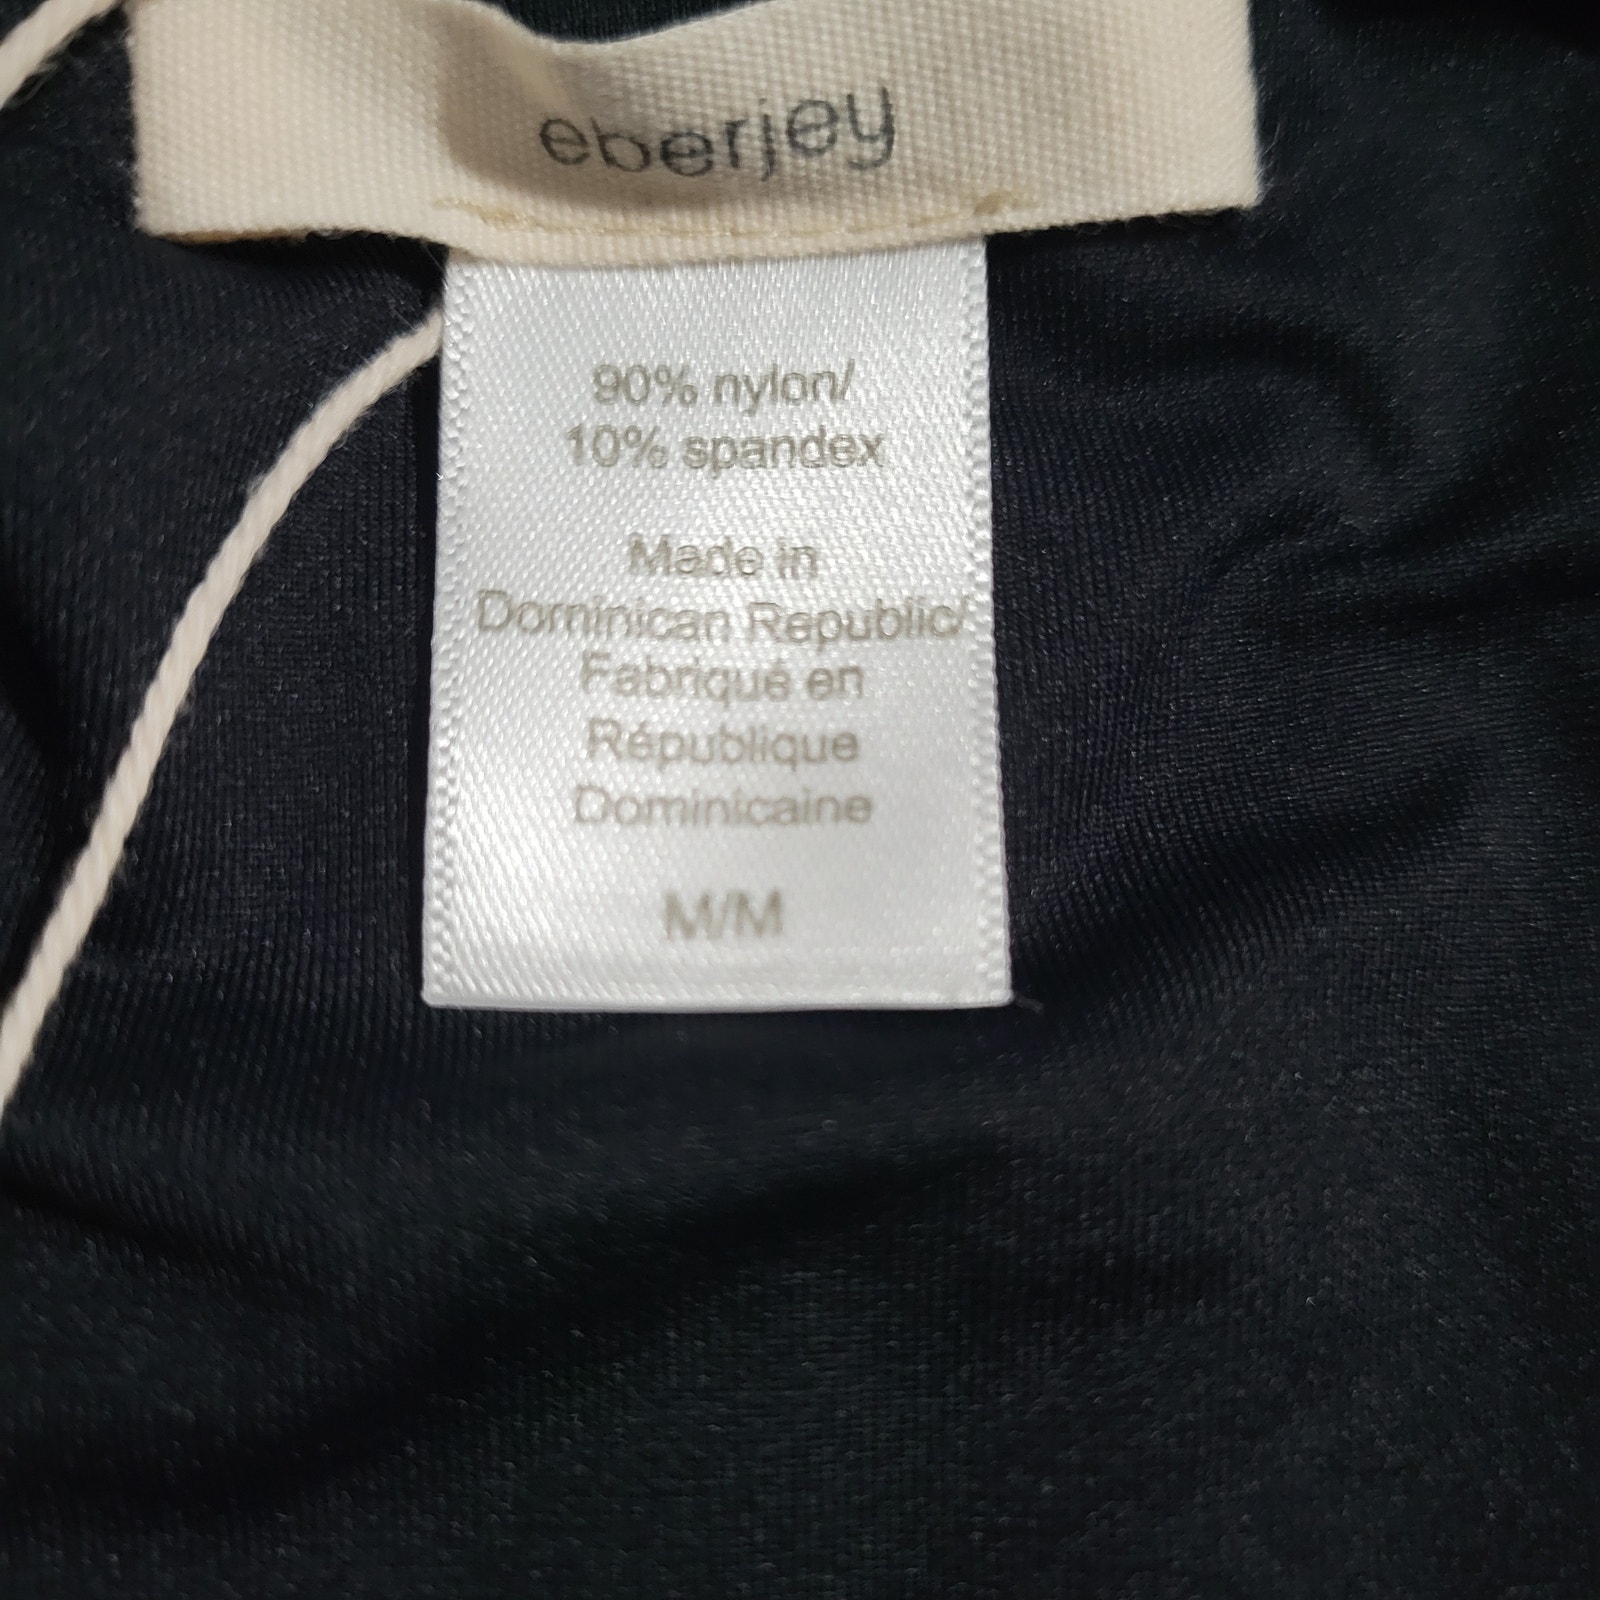 eberjey
90% nylon/
10% spandex
Made in
Dominican Republic/
Fabriqué en
République
Dominicaine
M/M